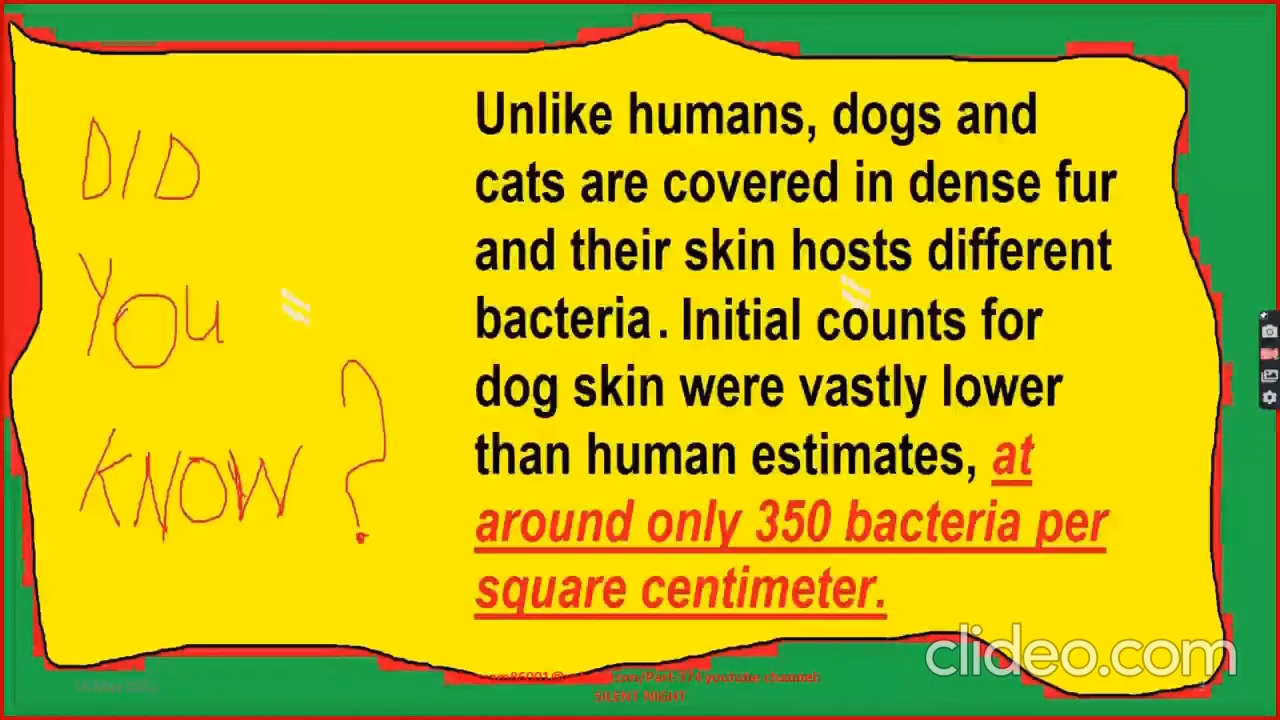 DID
YOU
KNOW ?
Unlike humans, dogs and
cats are covered in dense fur
and their skin hosts different
bacteria. Initial counts for
dog skin were vastly lower
than human estimates, at
around only 350 bacteria per
square centimeter.
clideo.com
SILENT NIGHT